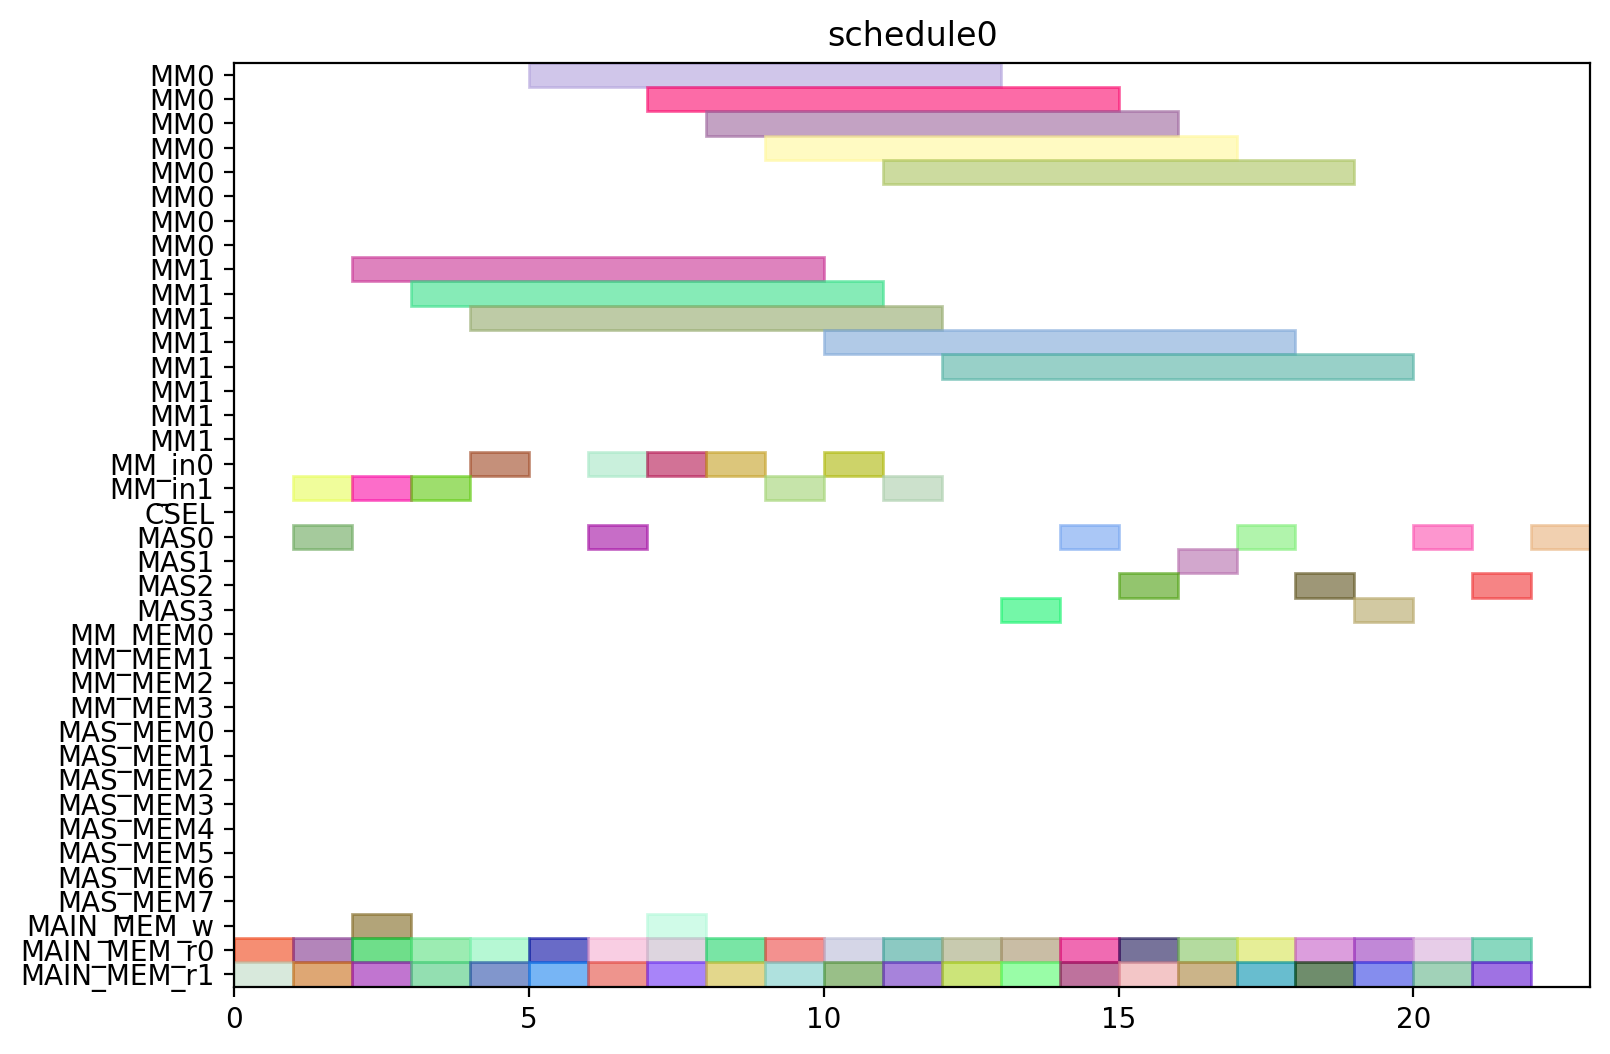 schedule0
MM0
MM0
MM0
MM0
MM0
MM0
MM0
MM0
MM1
MM1
MM1
MM1
MM1
MM1
MM1
MM1
MM_in0
MM_in1
CSEL
MAS0
MAS1
MAS2
MAS3
MM_MEM0
MM_MEM1
MM_MEM2
MM_MEM3
MAS_MEM0
MAS_MEM1
MAS_MEM2
MAS_MEM3
MAS_MEM4
MAS_MEM5
MAS_MEM6
MAS_MEM7
MAIN_MEM_w
MAIN_MEM_r0
MAIN_MEM_r1
0 5 10 15 20